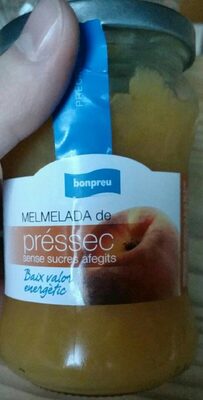 bonpreu
MELMELADA de
préssec
sense sucres afegits
Baix valor
energètic